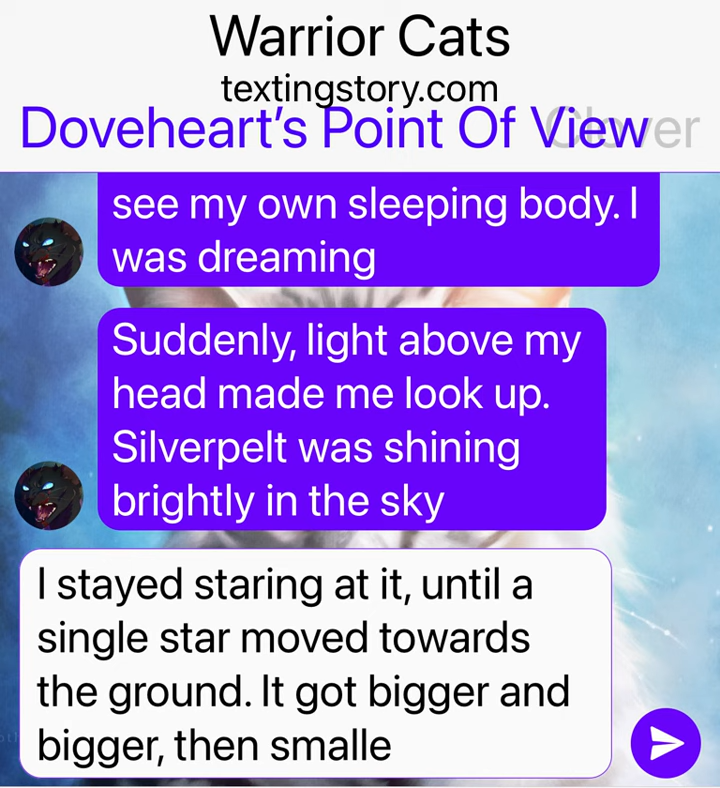 Warrior Cats
textingstory.com
Doveheart's Point Of View
see my own sleeping body. I
was dreaming
Suddenly, light above my
head made me look up.
Silverpelt was shining
brightly in the sky
I stayed staring at it, until a
single star moved towards
the ground. It got bigger and
bigger, then smalle